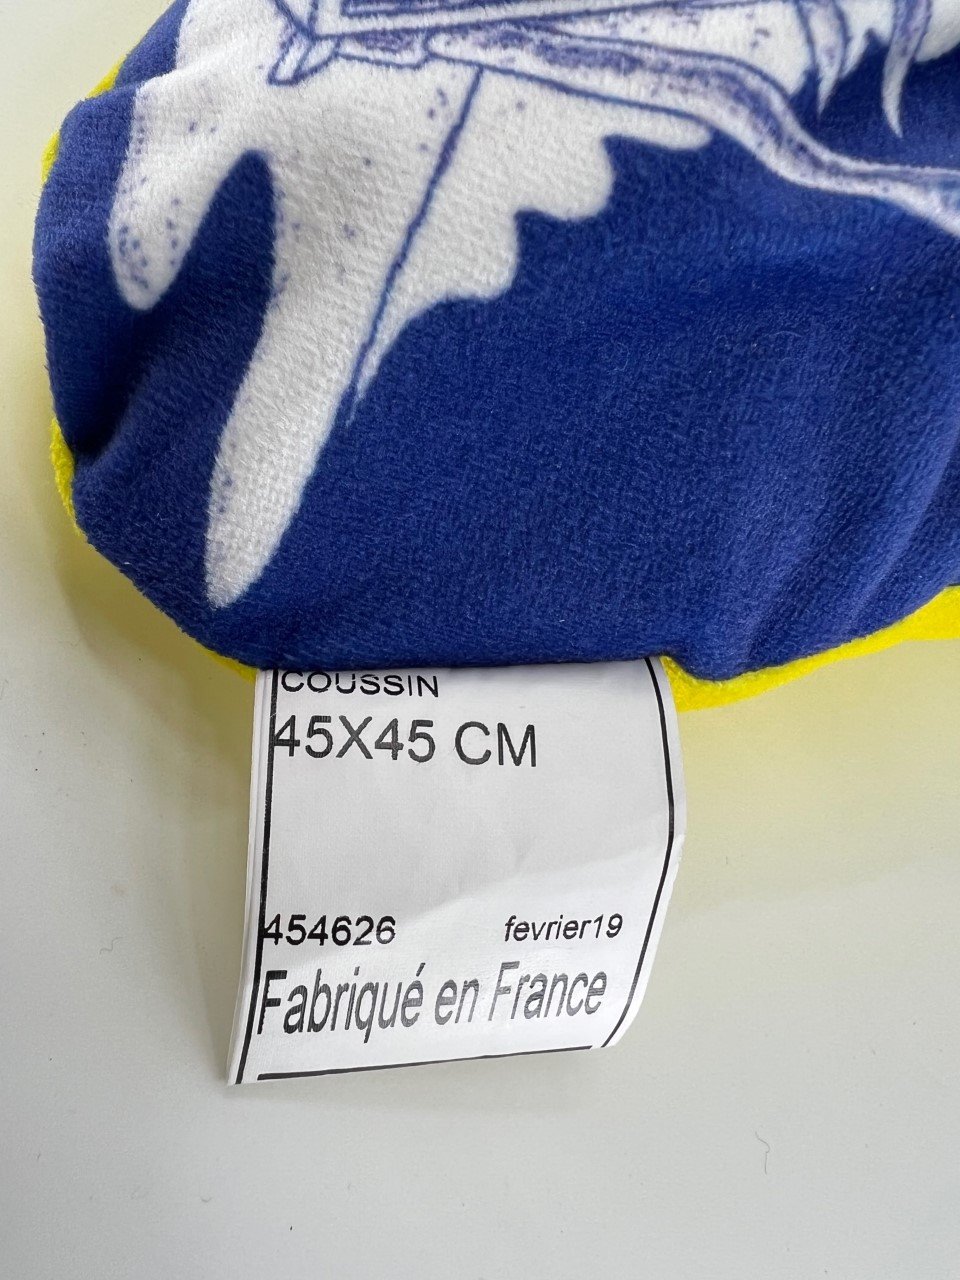 COUSSIN
45X45 CM
454626 fevrier19
Fabriqué en France